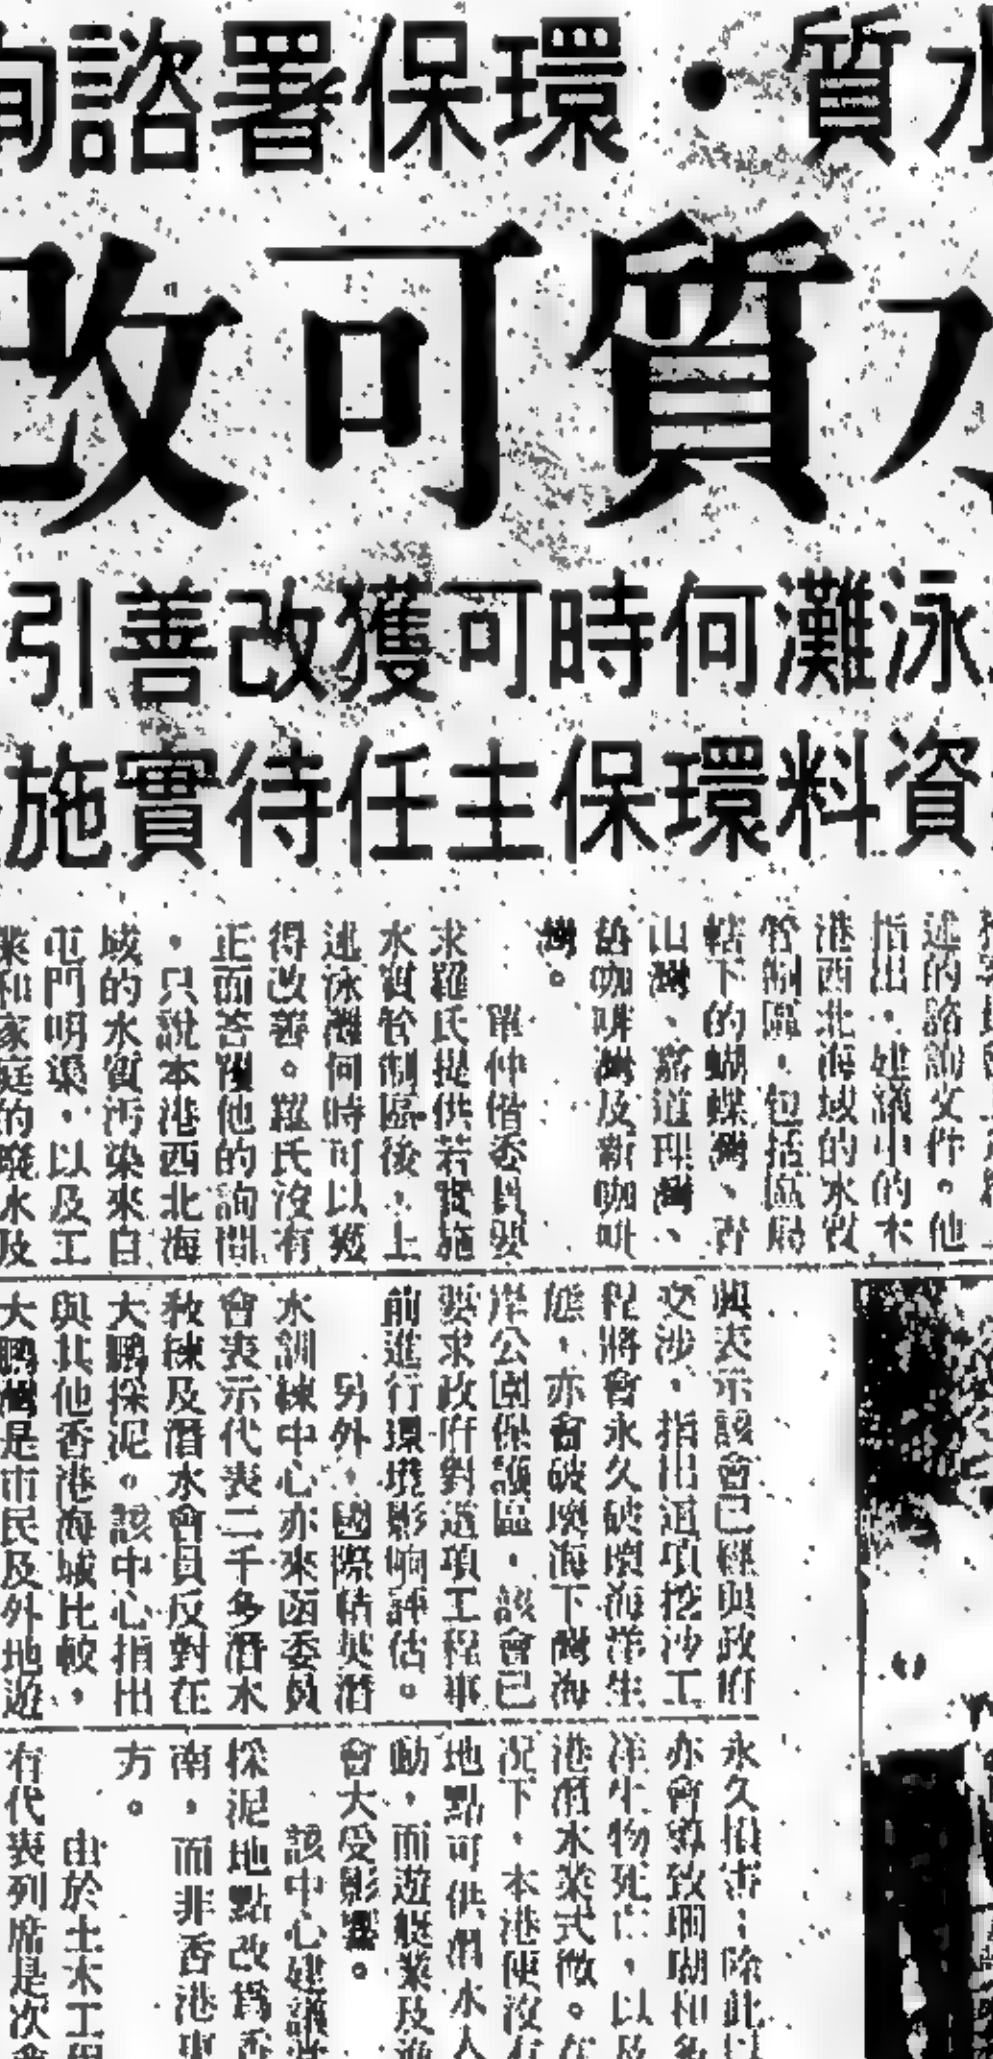 水質・環保署諮詢
水質可改
泳灘何時可獲改善引
資料環保主任待實施
述的諮詢文件。他
指出，建議中的水
港西北海域的水質
管制區，包括區局
轄下的蝴蝶灣、青
山灣、嘉道理灣、
舊咖啡灣及新咖啡
灣。
單仲偕委員要
求羅氏提供若實施
水質管制區後，上
述泳灘何時可以獲
得改善。羅氏沒有
正面答覆他的詢問
，只說本港西北海
域的水質污染來自
屯門明渠，以及工
業和家庭的廢水及
與表示該會已經與政府
交涉，指出這項挖沙工
程將會永久破壞海洋生
態，亦會破壞海下灣海
岸公園保護區，該會已
要求政府對這項工程事
前進行環境影響評估。
另外，國際精英潛
水訓練中心亦來函委員
會表示代表二千多潛水
教練及潛水會員反對在
大鵬採泥。該中心指出
與其他香港海域比較，
大鵬灣是市民及外地遊
永久損害；除此以
亦會導致珊瑚和各
洋生物死亡，以及
港潛水業式微。在
況下，本港便沒有
地點可供潛水人
動，而遊艇業及漁
會大受影響。
該中心建議當
採泥地點改為香
南，而非香港東
方。
由於土木工程
有代表列席是次會